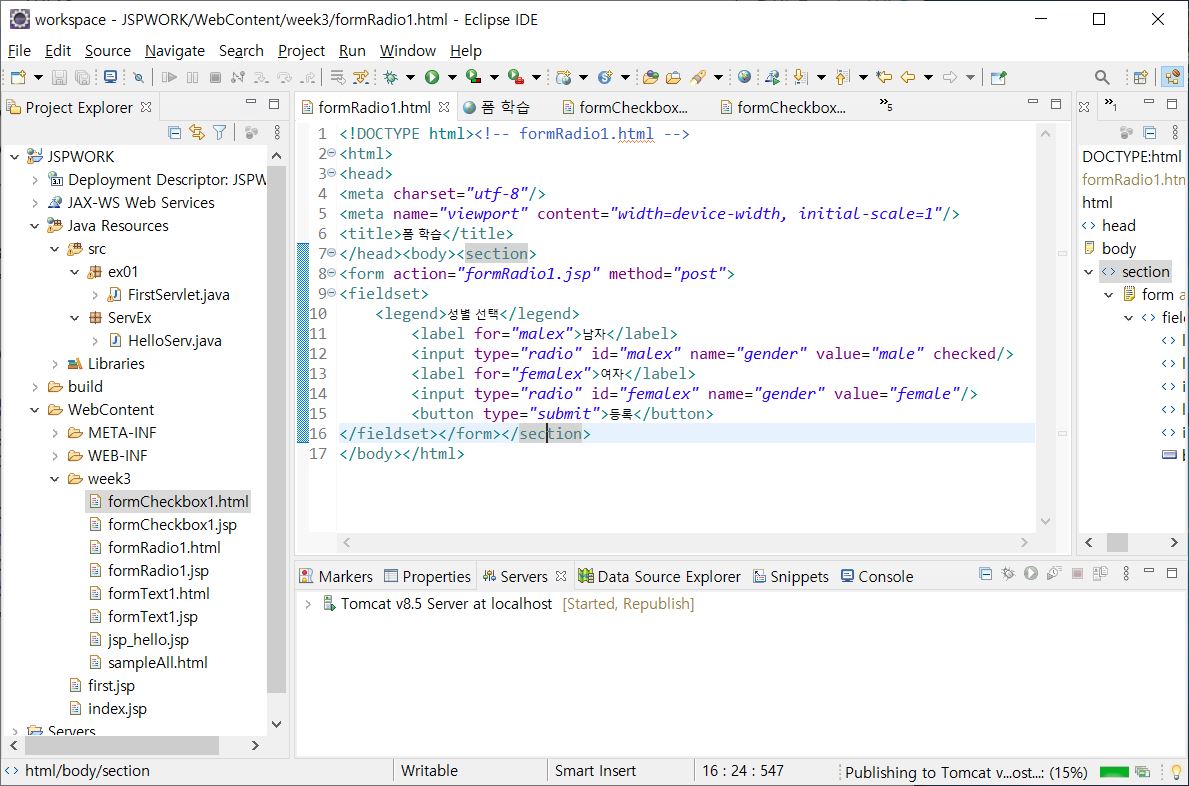 workspace - JSPWORK/WebContent/week3/formRadio1.html - Eclipse IDE
File Edit Source Navigate Search Project Run Window Help
Project Explorer
JSPWORK
Deployment Descriptor: JSPW
JAX-WS Web Services
Java Resources
src
ex01
FirstServlet.java
ServEx
HelloServ.java
Libraries
build
WebContent
META-INF
WEB-INF
week3
formCheckbox1.html
formCheckbox1.jsp
formRadio1.html
formRadio1.jsp
formText1.html
formText1.jsp
jsp_hello.jsp
sampleAll.html
first.jsp
index.jsp
Servers
formRadio1.html 폼 학습 formCheckbox... formCheckbox... »5
1 <!DOCTYPE html><!-- formRadio1.html -->
2 <html>
3 <head>
4 <meta charset="utf-8"/>
5 <meta name="viewport" content="width=device-width, initial-scale=1"/>
6 <title>폼 학습</title>
7 </head><body><section>
8 <form action="formRadio1.jsp" method="post">
9 <fieldset>
10 <legend>성별 선택</legend>
11 <label for="malex">남자</label>
12 <input type="radio" id="malex" name="gender" value="male" checked/>
13 <label for="femalex">여자</label>
14 <input type="radio" id="femalex" name="gender" value="female"/>
15 <button type="submit">등록</button>
16 </fieldset></form></section>
17 </body></html>
»1
DOCTYPE:html
formRadio1.htm
html
head
body
section
form a
fiel
Markers Properties Servers Data Source Explorer Snippets Console
Tomcat v8.5 Server at localhost [Started, Republish]
html/body/section Writable Smart Insert 16 : 24 : 547 Publishing to Tomcat v...ost...: (15%)